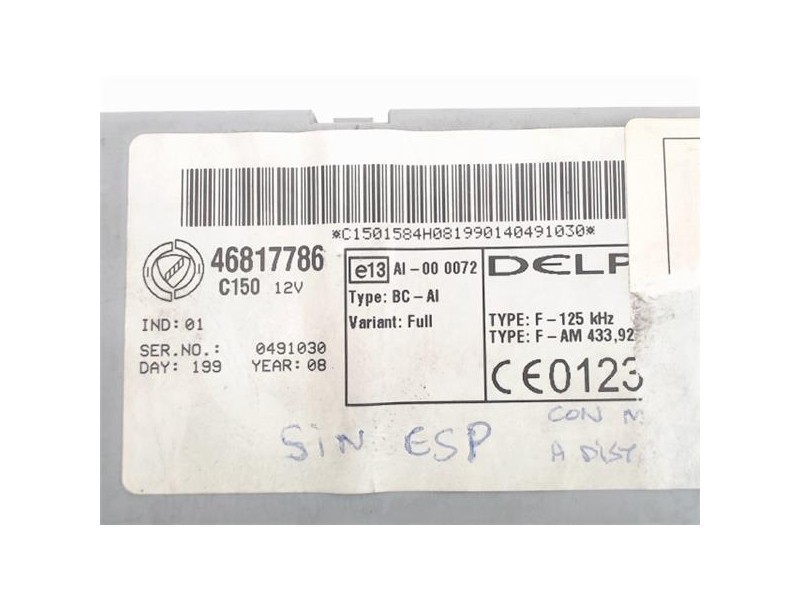 *C1501584H081990140491030*
46817786
C150 12V
IND: 01
SER.NO.: 0491030
DAY: 199 YEAR: 08
e13 AI-00 0072
Type: BC-AI
Variant: Full
DELP
TYPE: F-125 kHz
TYPE: F-AM 433,92
CE0123
SiN ESP
CON M
A DIST